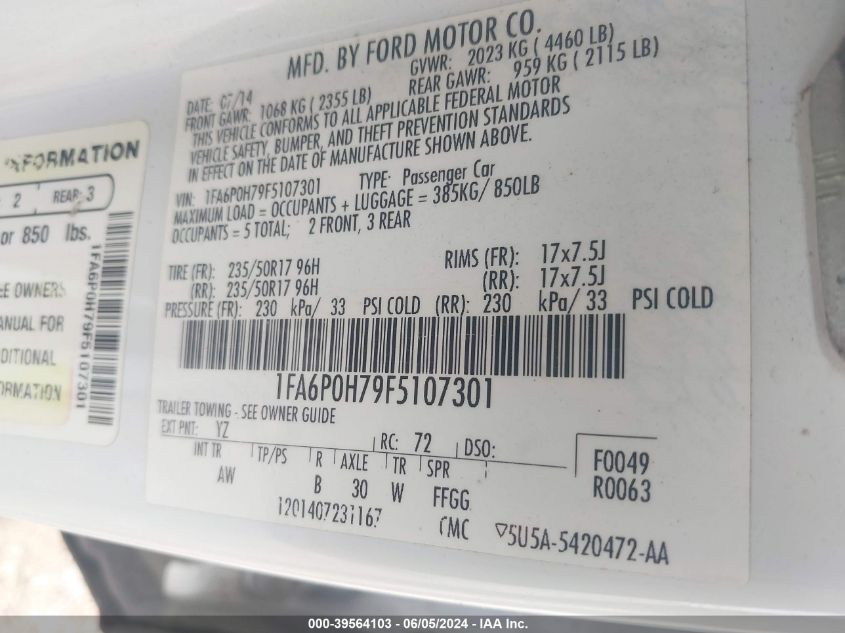 MFD. BY FORD MOTOR CO.
DATE: 07/14 GVWR: 2023 KG ( 4460 LB)
FRONT GAWR: 1068 KG ( 2355 LB) REAR GAWR: 959 KG ( 2115 LB)
THIS VEHICLE CONFORMS TO ALL APPLICABLE FEDERAL MOTOR
VEHICLE SAFETY, BUMPER, AND THEFT PREVENTION STANDARDS
IN EFFECT ON THE DATE OF MANUFACTURE SHOWN ABOVE.
VIN: 1FA6P0H79F5107301 TYPE: Passenger Car
MAXIMUM LOAD = OCCUPANTS + LUGGAGE = 385KG/ 850LB
OCCUPANTS = 5 TOTAL; 2 FRONT, 3 REAR
TIRE (FR): 235/50R17 96H RIMS (FR): 17x7.5J
(RR): 235/50R17 96H (RR): 17x7.5J
PRESSURE (FR): 230 kPa/ 33 PSI COLD (RR): 230 kPa/ 33 PSI COLD
1FA6P0H79F5107301
TRAILER TOWING - SEE OWNER GUIDE
EXT PNT: YZ RC: 72 DSO:
INT TR TP/PS R AXLE TR SPR
AW B 30 W FFGG
F0049
R0063
1201407231167
CMC ▽5U5A-5420472-AA
INFORMATION
2 REAR: 3
or 850 lbs.
OWNERS
MANUAL FOR
1FA6P0H79F5107301
000-39564103 - 06/05/2024 - IAA Inc.